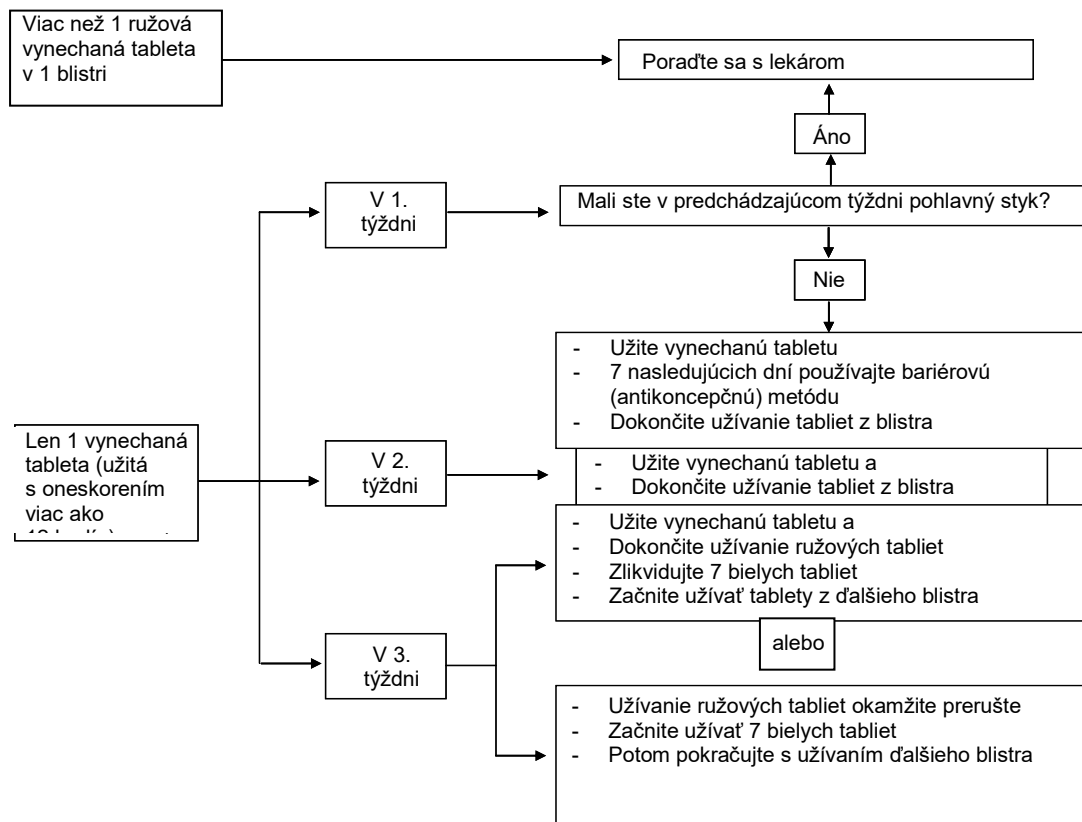 Viac než 1 ružová
vynechaná tableta
v 1 blistri
Poraďte sa s lekárom
Áno
V 1.
týždni
Mali ste v predchádzajúcom týždni pohlavný styk?
Nie
- Užite vynechanú tabletu
- 7 nasledujúcich dní používajte bariérovú
(antikoncepčnú) metódu
- Dokončite užívanie tabliet z blistra
Len 1 vynechaná
tableta (užitá
s oneskorením
viac ako
V 2.
týždni
- Užite vynechanú tabletu a
- Dokončite užívanie tabliet z blistra
- Užite vynechanú tabletu a
- Dokončite užívanie ružových tabliet
- Zlikvidujte 7 bielych tabliet
- Začnite užívať tablety z ďalšieho blistra
alebo
V 3.
týždni
- Užívanie ružových tabliet okamžite prerušte
- Začnite užívať 7 bielych tabliet
- Potom pokračujte s užívaním ďalšieho blistra